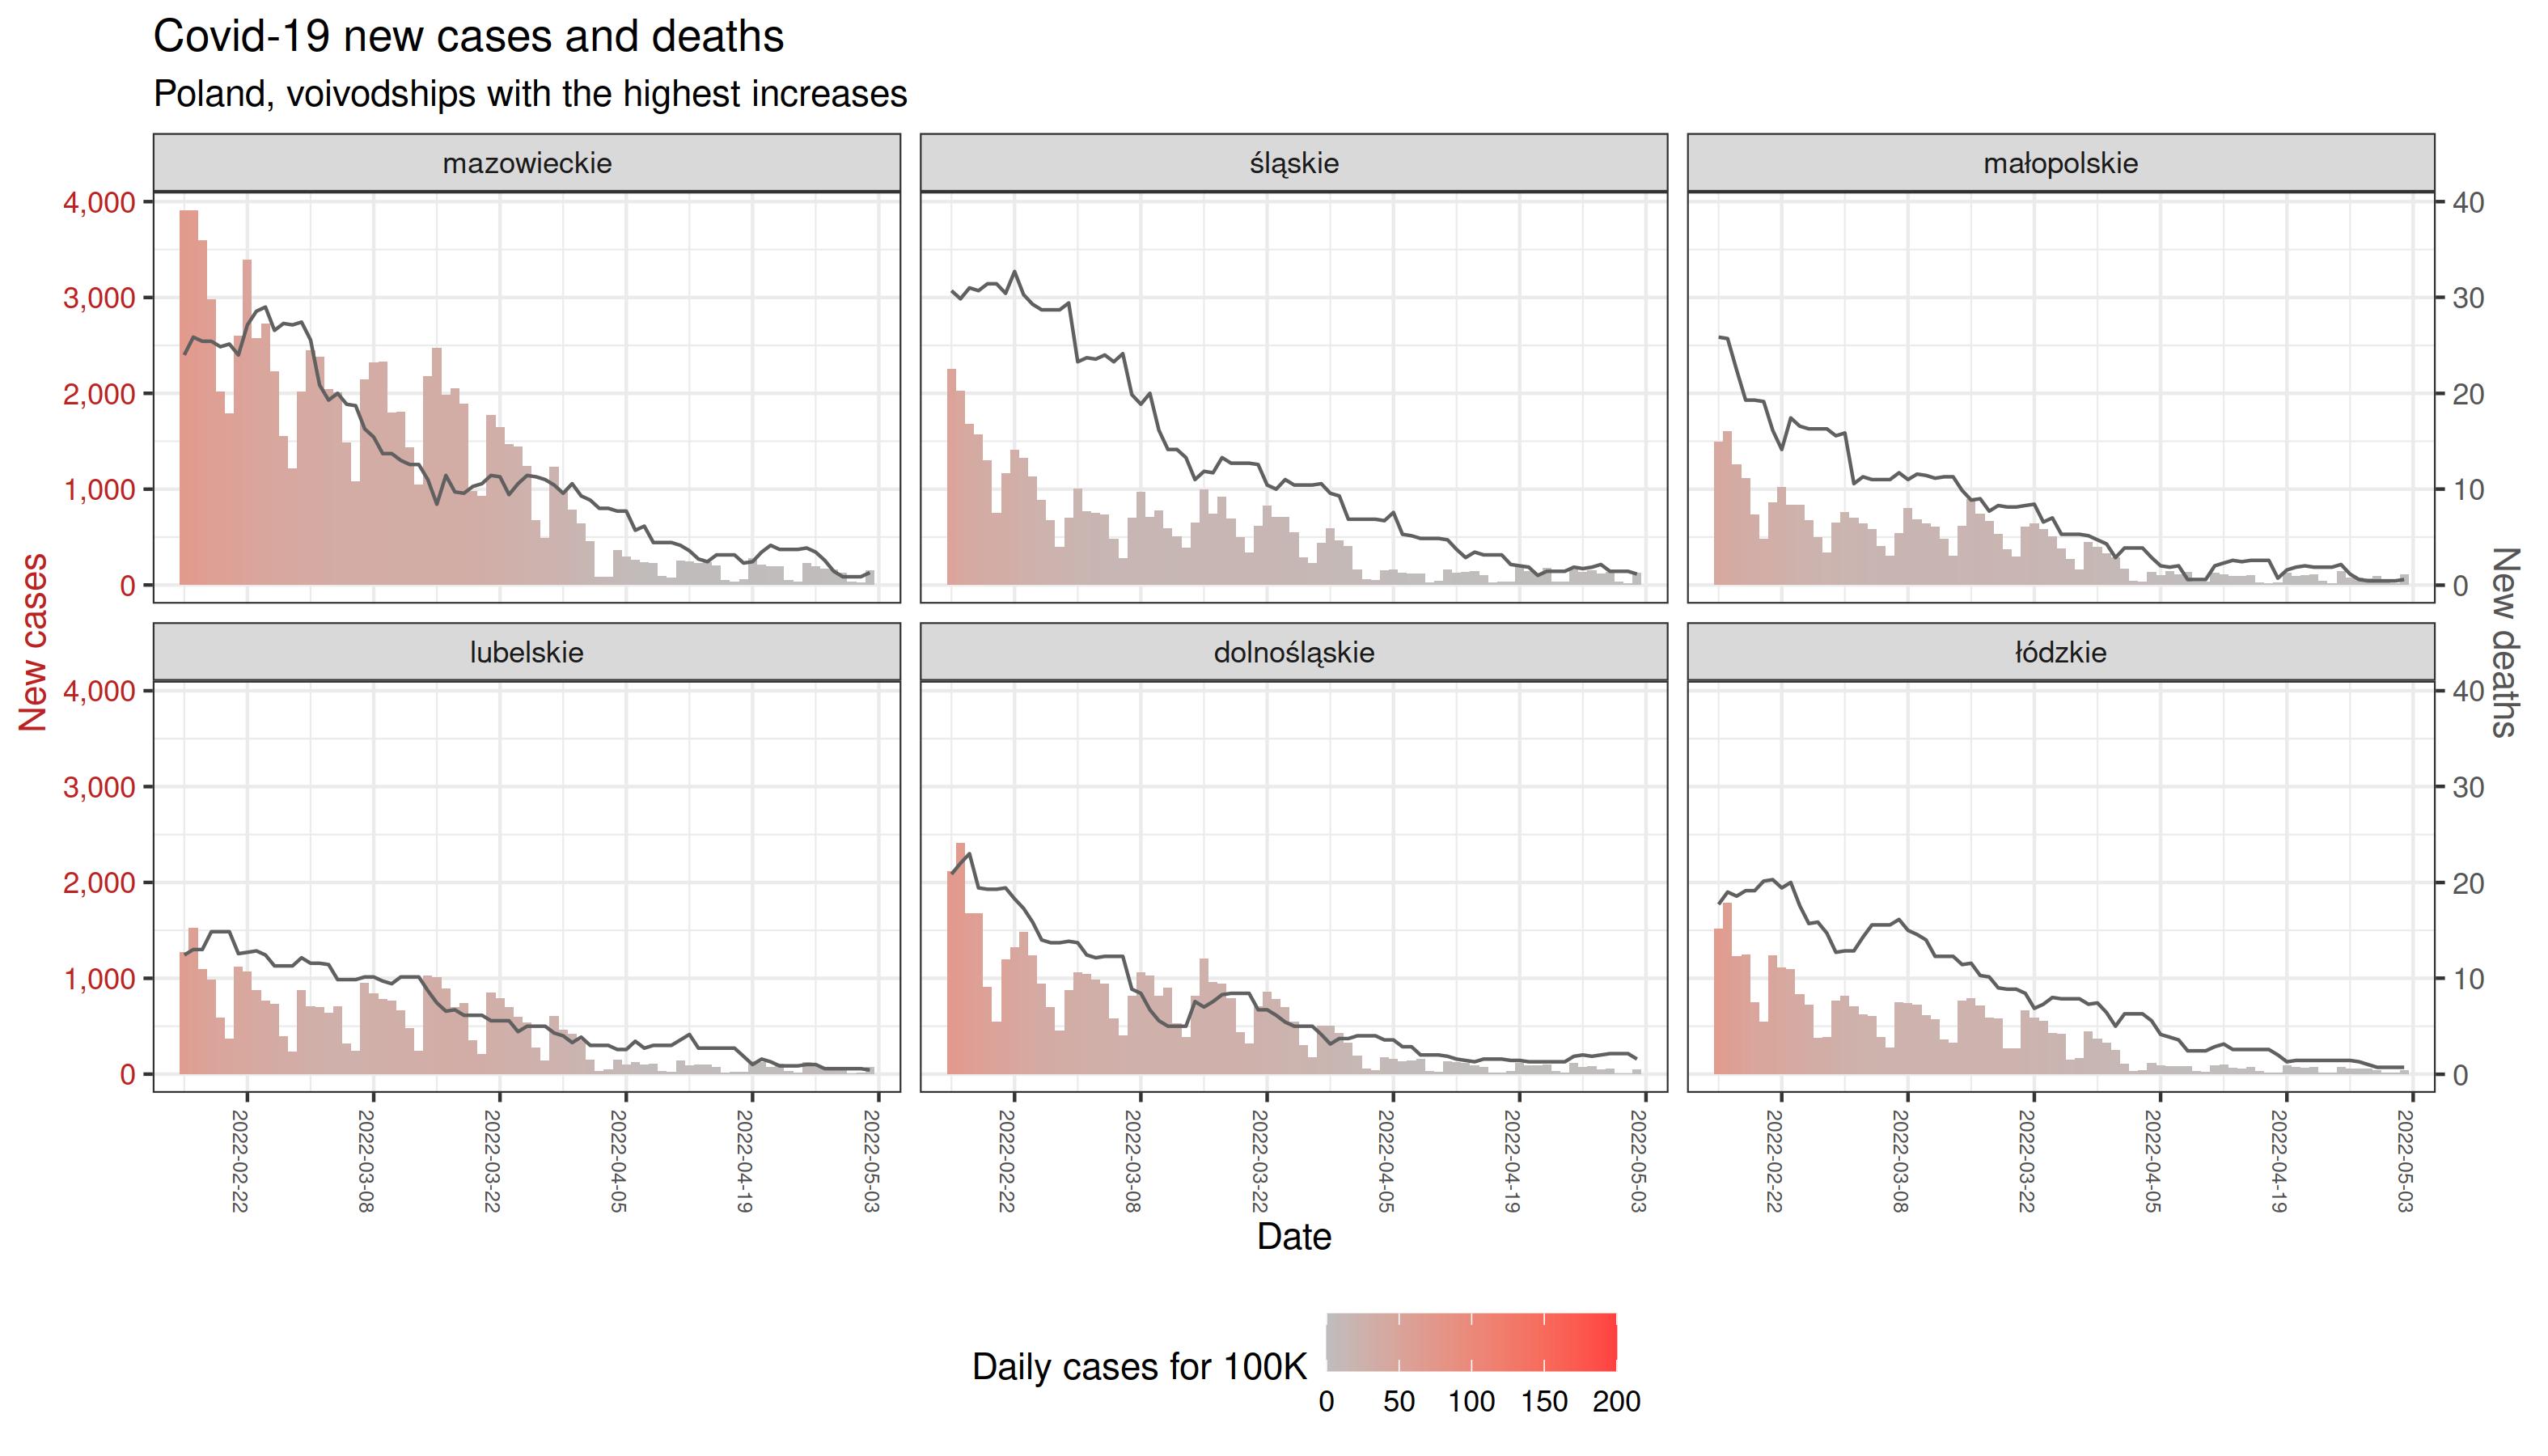 Covid-19 new cases and deaths
Poland, voivodships with the highest increases
mazowieckie
śląskie
małopolskie
4,000
3,000
2,000
1,000
0
40
30
20
10
0
New cases
New deaths
lubelskie
dolnośląskie
łódzkie
4,000
3,000
2,000
1,000
0
40
30
20
10
0
2022-02-22
2022-03-08
2022-03-22
2022-04-05
2022-04-19
2022-05-03
2022-02-22
2022-03-08
2022-03-22
2022-04-05
2022-04-19
2022-05-03
2022-02-22
2022-03-08
2022-03-22
2022-04-05
2022-04-19
2022-05-03
Date
Daily cases for 100K
0 50 100 150 200